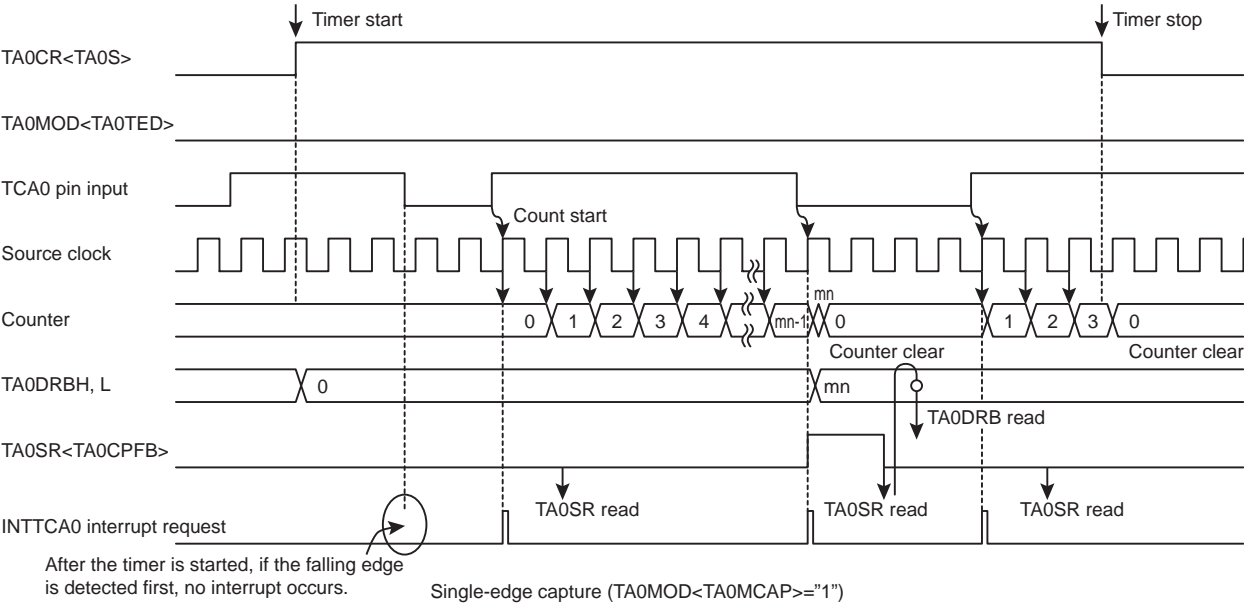 Timer start
Timer stop
TA0CR<TA0S>
TA0MOD<TA0TED>
TCA0 pin input
Count start
Source clock
mn
Counter
0 1 2 3 4 mn-1 0 1 2 3 0
Counter clear
Counter clear
TA0DRBH, L
0
mn
TA0DRB read
TA0SR<TA0CPFB>
TA0SR read
TA0SR read
TA0SR read
INTTCA0 interrupt request
After the timer is started, if the falling edge
is detected first, no interrupt occurs.
Single-edge capture (TA0MOD<TA0MCAP>=”1”)